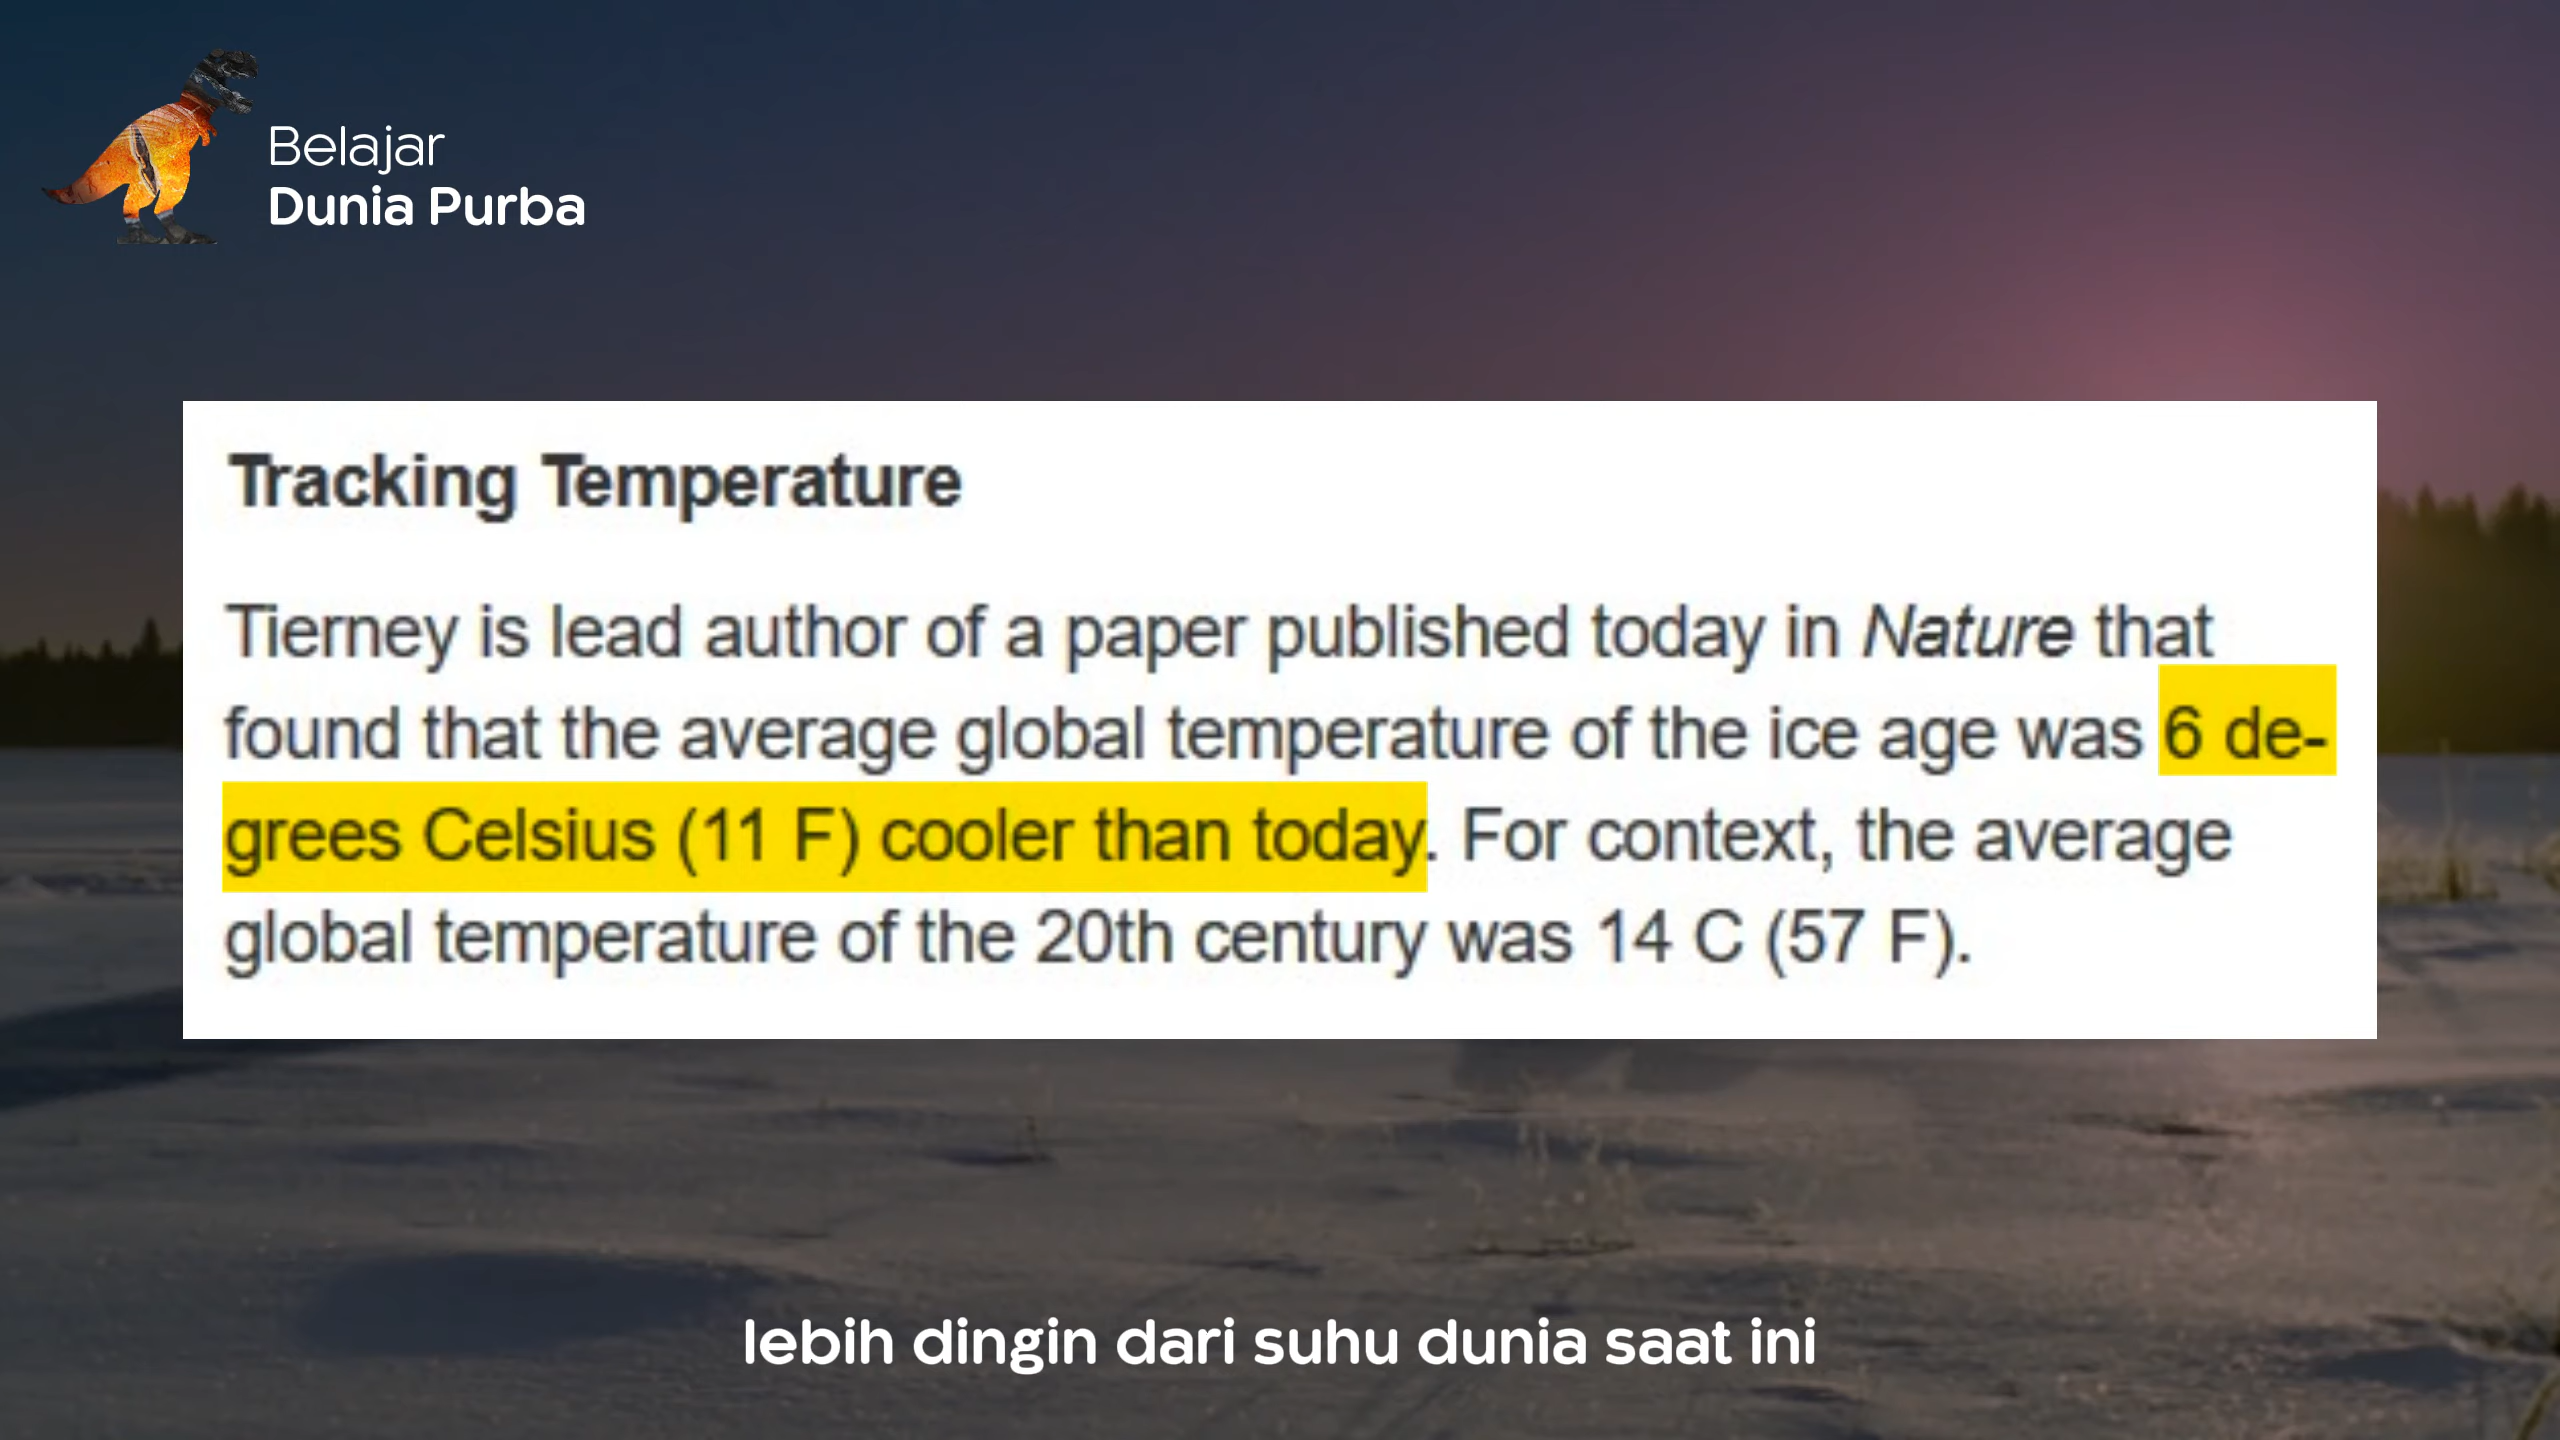 Belajar
Dunia Purba
Tracking Temperature
Tierney is lead author of a paper published today in Nature that
found that the average global temperature of the ice age was 6 de-
grees Celsius (11 F) cooler than today. For context, the average
global temperature of the 20th century was 14 C (57 F).
lebih dingin dari suhu dunia saat ini